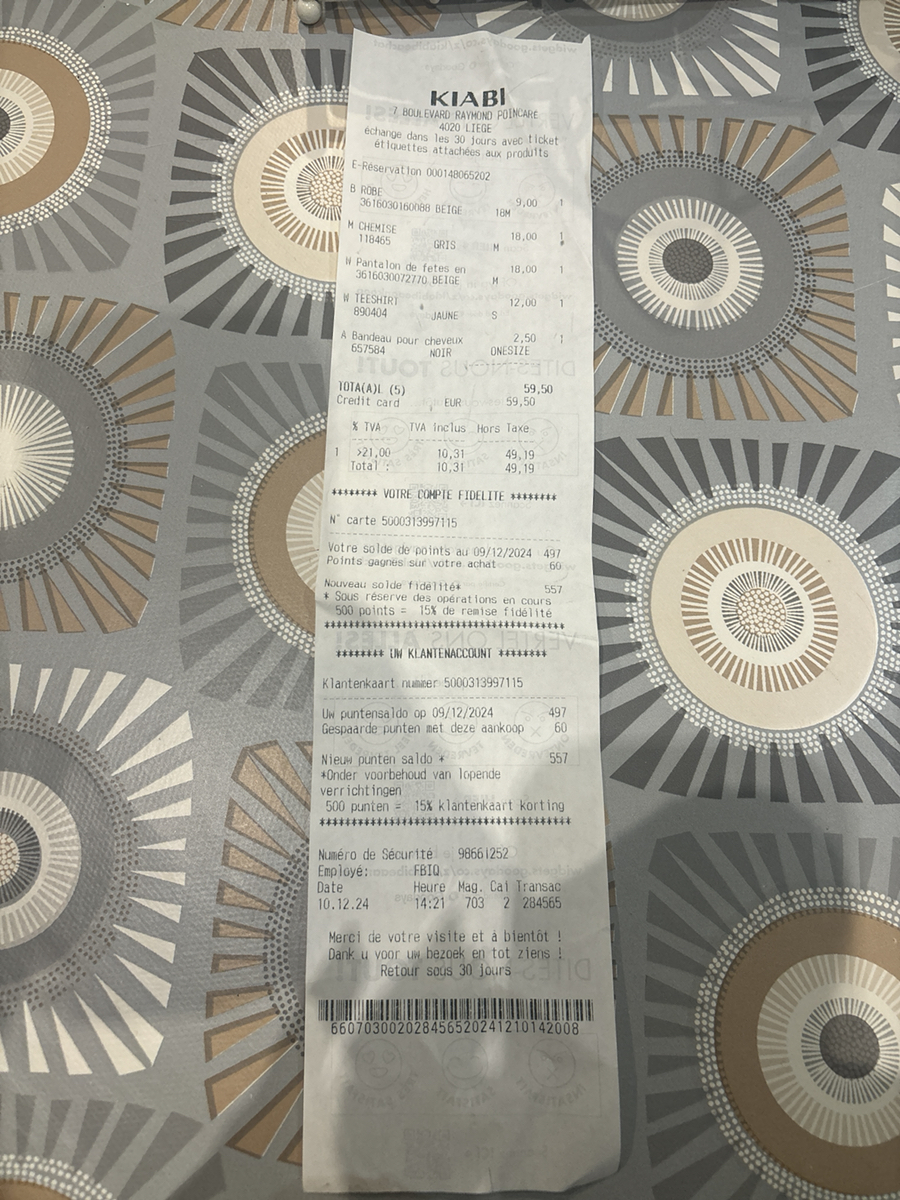 KIABI
7 BOULEVARD RAYMOND POINCARE
4020 LIEGE
échange dans les 30 jours avec ticket
étiquettes attachées aux produits
E-Réservation 000148065202
B ROBE 9,00 1
3616030160088 BEIGE 18M
M CHEMISE 18,00 1
118465 GRIS M
W Pantalon de fetes en 18,00 1
3616030072770 BEIGE M
W TEESHIRT 12,00 1
890404 JAUNE S
A Bandeau pour cheveux 2,50 1
657584 NOIR ONESIZE
TOTA(A)L (5) 59,50
Credit card EUR 59,50
% TVA TVA Inclus Hors Taxe
1 >21,00 10,31 49,19
Total : 10,31 49,19
******** VOTRE COMPTE FIDELITE ********
N° carte 5000313997115
Votre solde de points au 09/12/2024 497
Points gagnes sur votre achat 60
Nouveau solde fidélité* 557
* Sous réserve des opérations en cours
500 points = 15% de remise fidélité
******** UW KLANTENACCOUNT ********
Klantenkaart nummer 5000313997115
Uw puntensaldo op 09/12/2024 497
Gespaarde punten met deze aankoop 60
Nieuw punten saldo * 557
*Onder voorbehoud van lopende
verrichtingen
500 punten = 15% klantenkaart korting
Numéro de Sécurité 98661252
Employé: FBIQ
Date Heure Mag. Cai Transac
10.12.24 14:21 703 2 284565
Merci de votre visite et à bientôt !
Dank u voor uw bezoek en tot ziens !
Retour sous 30 jours
660703002028456520241210142008